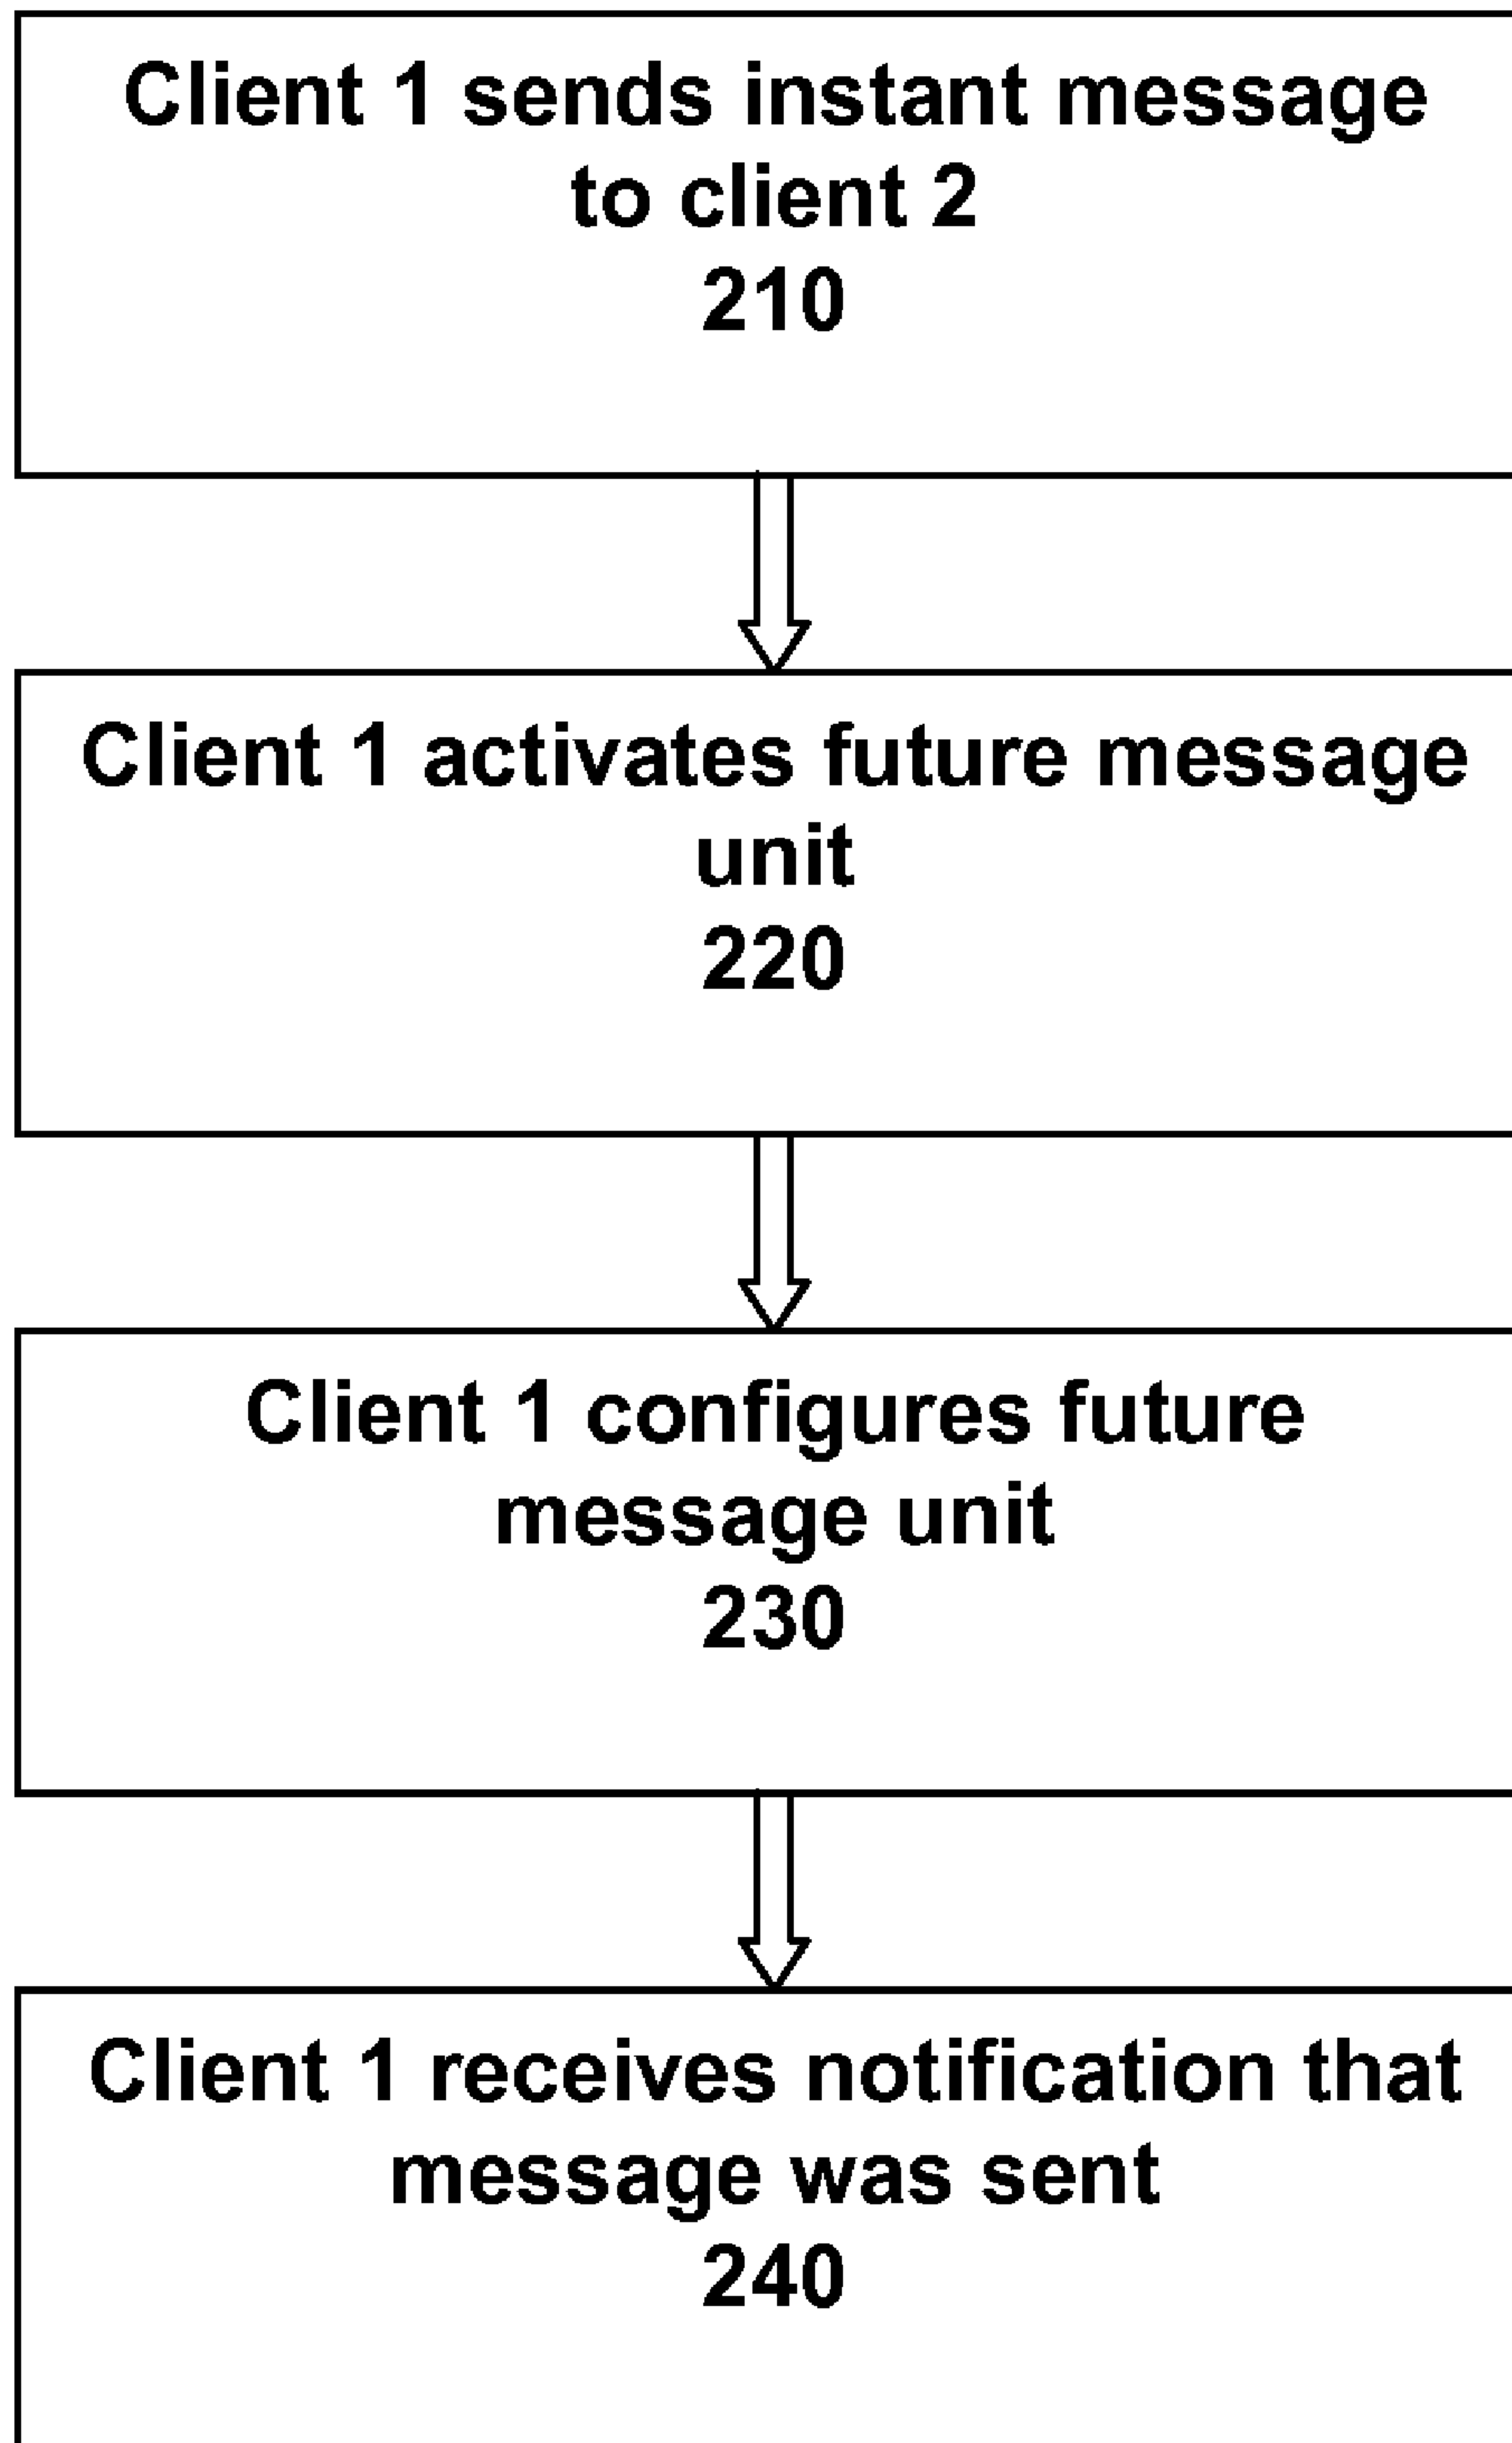 Client 1 sends instant message
to client 2
210
Client 1 activates future message
unit
220
Client 1 configures future
message unit
230
Client 1 receives notification that
message was sent
240